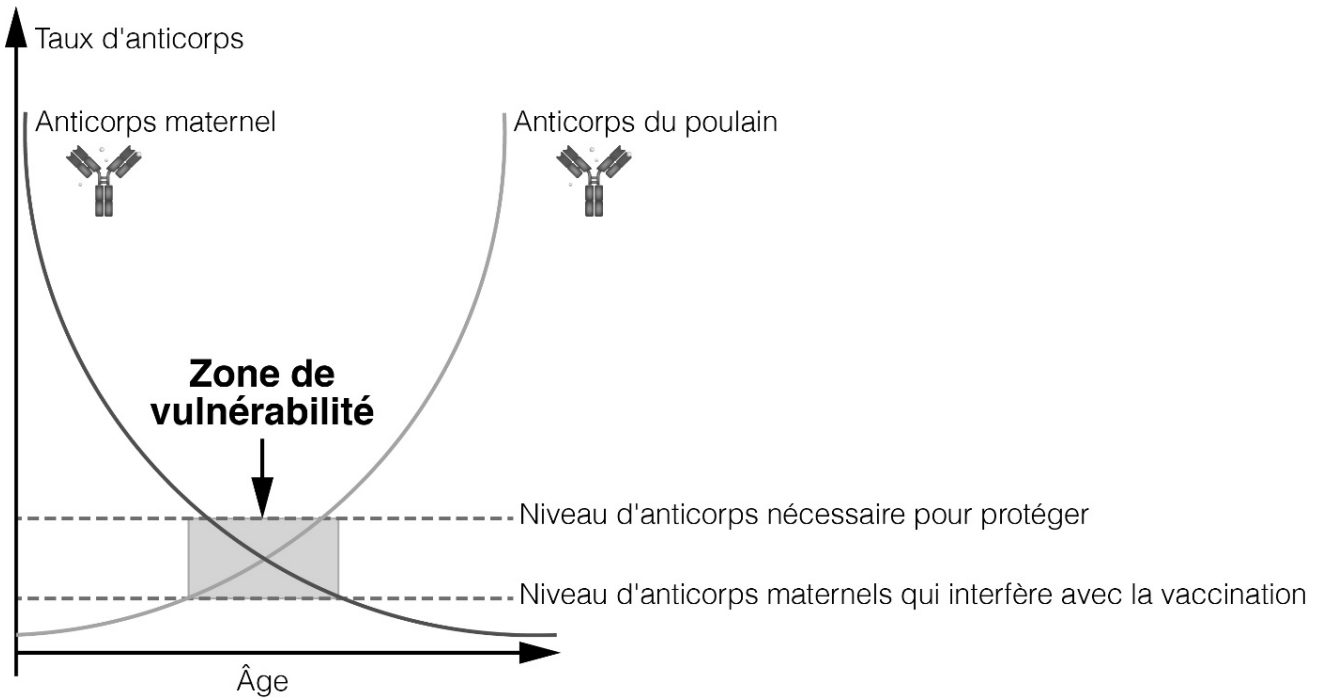 Taux d'anticorps
Anticorps maternel
Anticorps du poulain
Zone de
vulnérabilité
Niveau d'anticorps nécessaire pour protéger
Niveau d'anticorps maternels qui interfère avec la vaccination
Âge